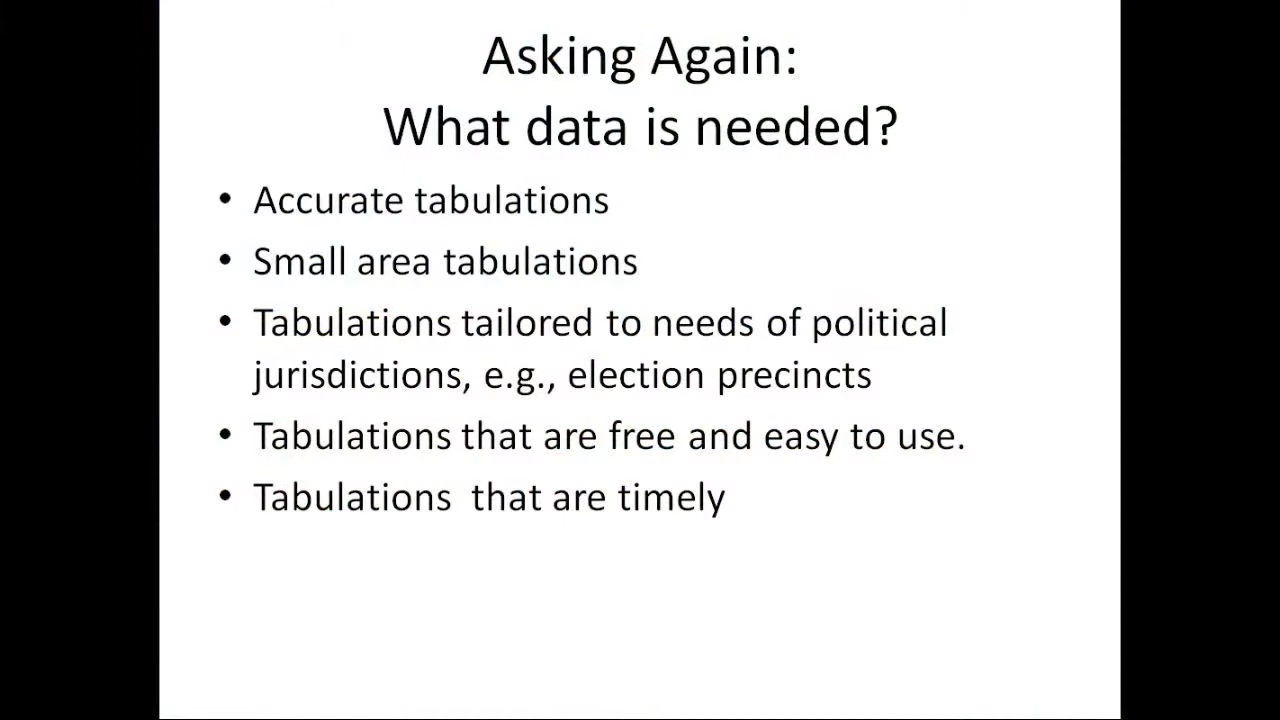 Asking Again:
What data is needed?
• Accurate tabulations
• Small area tabulations
• Tabulations tailored to needs of political
jurisdictions, e.g., election precincts
• Tabulations that are free and easy to use.
• Tabulations  that are timely